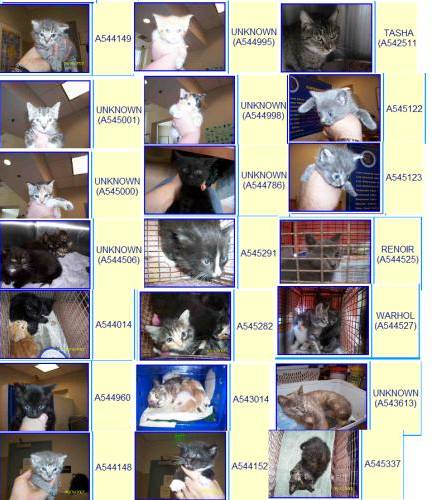 A544149
UNKNOWN
(A544995)
TASHA
(A542511
UNKNOWN
(A545001)
UNKNOWN
(A544998)
A545122
UNKNOWN
(A545000)
UNKNOWN
(A544786)
A545123
UNKNOWN
(A544506)
A545291
RENOIR
(A544525)
A544014
A545282
WARHOL
(A544527)
A544960
A543014
UNKNOWN
(A543613)
A544148
A544152
A545337